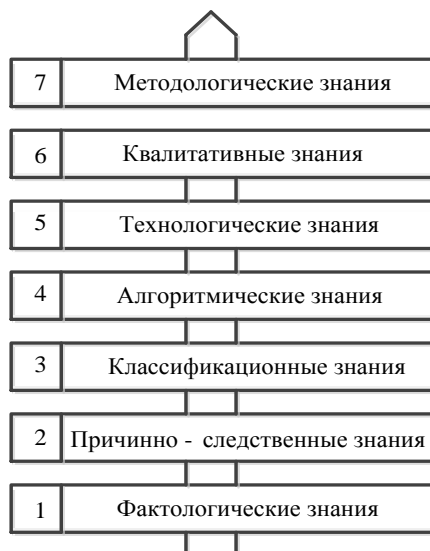 7 Методологические знания
6 Квалитативные знания
5 Технологические знания
4 Алгоритмические знания
3 Классификационные знания
2 Причинно - следственные знания
1 Фактологические знания